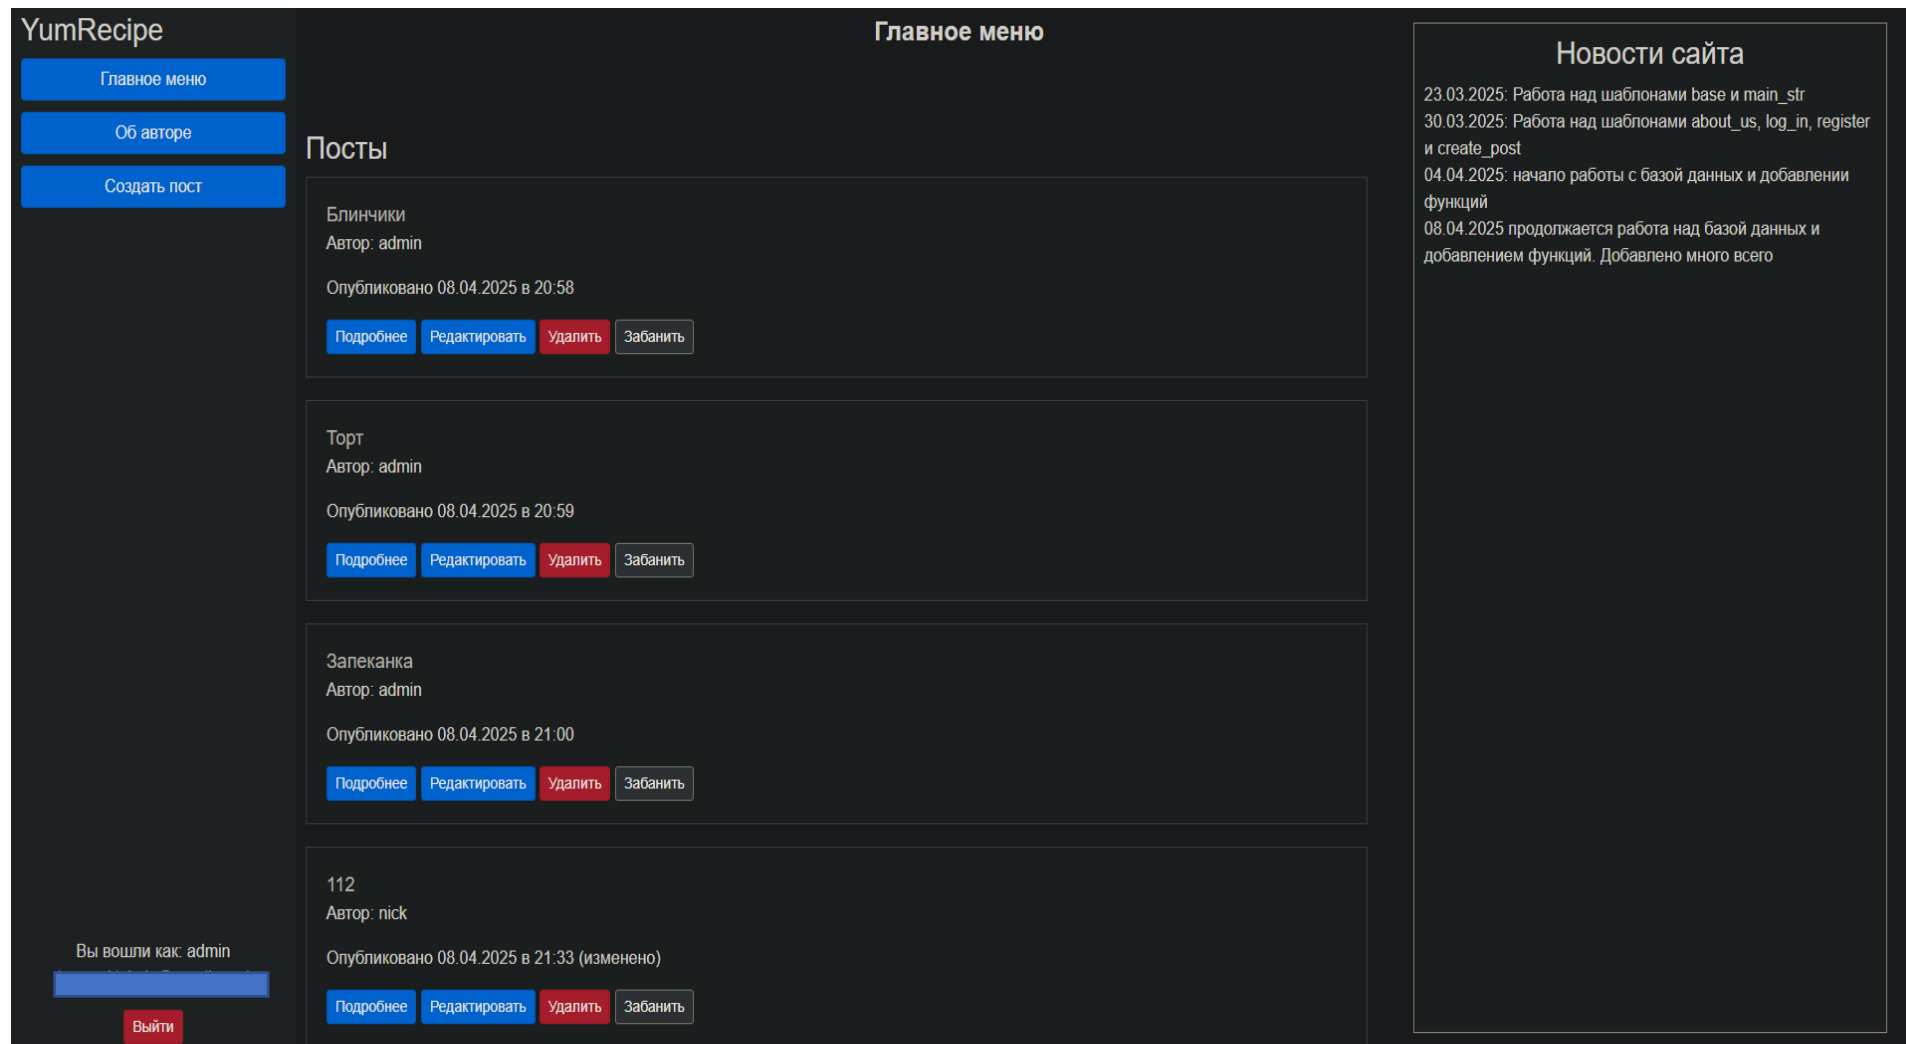 YumRecipe
Главное меню
Об авторе
Создать пост
Вы вошли как: admin
Выйти
Главное меню
Посты
Блинчики
Автор: admin
Опубликовано 08.04.2025 в 20:58
Подробнее Редактировать Удалить Забанить
Торт
Автор: admin
Опубликовано 08.04.2025 в 20:59
Подробнее Редактировать Удалить Забанить
Запеканка
Автор: admin
Опубликовано 08.04.2025 в 21:00
Подробнее Редактировать Удалить Забанить
112
Автор: nick
Опубликовано 08.04.2025 в 21:33 (изменено)
Подробнее Редактировать Удалить Забанить
Новости сайта
23.03.2025: Работа над шаблонами base и main_str
30.03.2025: Работа над шаблонами about_us, log_in, register
и create_post
04.04.2025: начало работы с базой данных и добавлении
функций
08.04.2025 продолжается работа над базой данных и
добавлением функций. Добавлено много всего